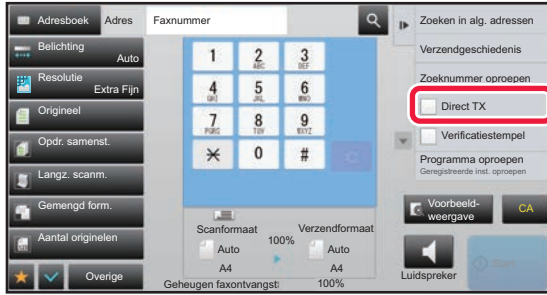 Adresboek Adres Faxnummer
Belichting
Auto
Resolutie
Extra Fijn
Origineel
Opdr. samenst.
Langz. scanm.
Gemengd form.
Aantal originelen
Overige
1 2 3
ABC DEF
4 5 6
GHI JKL MNO
7 8 9
PQRS TUV WXYZ
0 #
C
Scanformaat
Auto
A4
100%
Verzendformaat
Auto
A4
Geheugen faxontvangst: 100%
Zoeken in alg. adressen
Verzendgeschiedenis
Zoeknummer oproepen
Direct TX
Verificatiestempel
Programma oproepen
Geregistreerde inst. oproepen
Voorbeeld-
weergave
CA
Luidspreker
Start